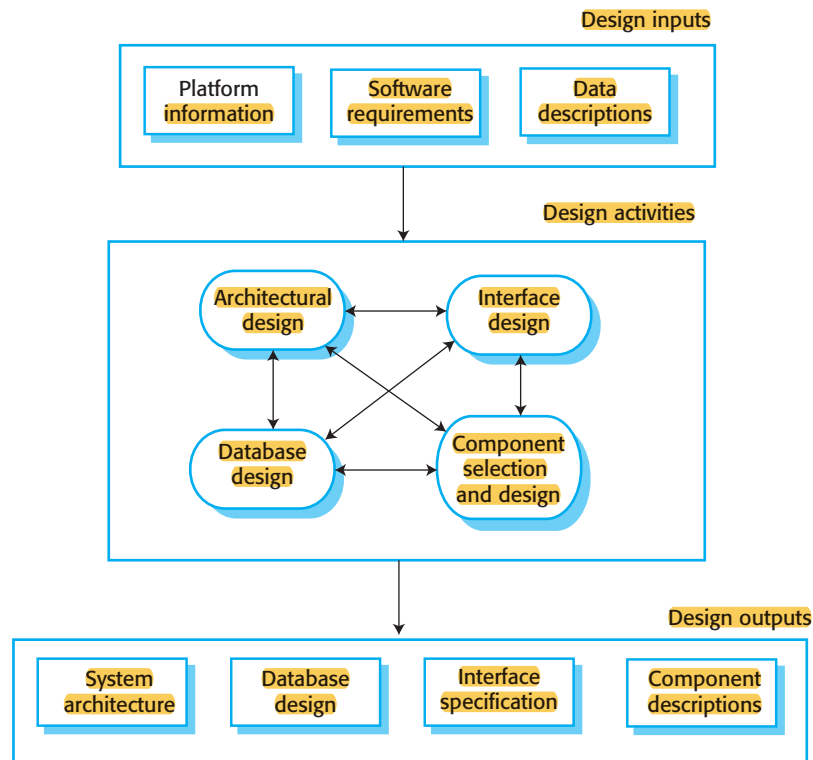 Design inputs
Platform
information
Software
requirements
Data
descriptions
Design activities
Architectural
design
Interface
design
Database
design
Component
selection
and design
Design outputs
System
architecture
Database
design
Interface
specification
Component
descriptions